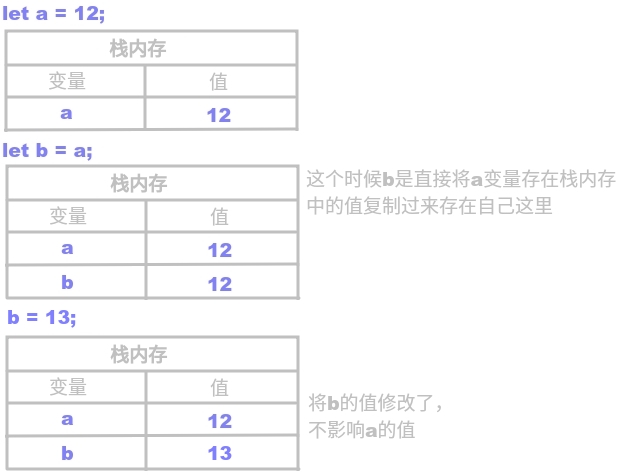 let a = 12;
栈内存
变量 值
a 12
let b = a;
栈内存
变量 值
a 12
b 12
这个时候b是直接将a变量存在栈内存
中的值复制过来存在自己这里
b = 13;
栈内存
变量 值
a 12
b 13
将b的值修改了，
不影响a的值